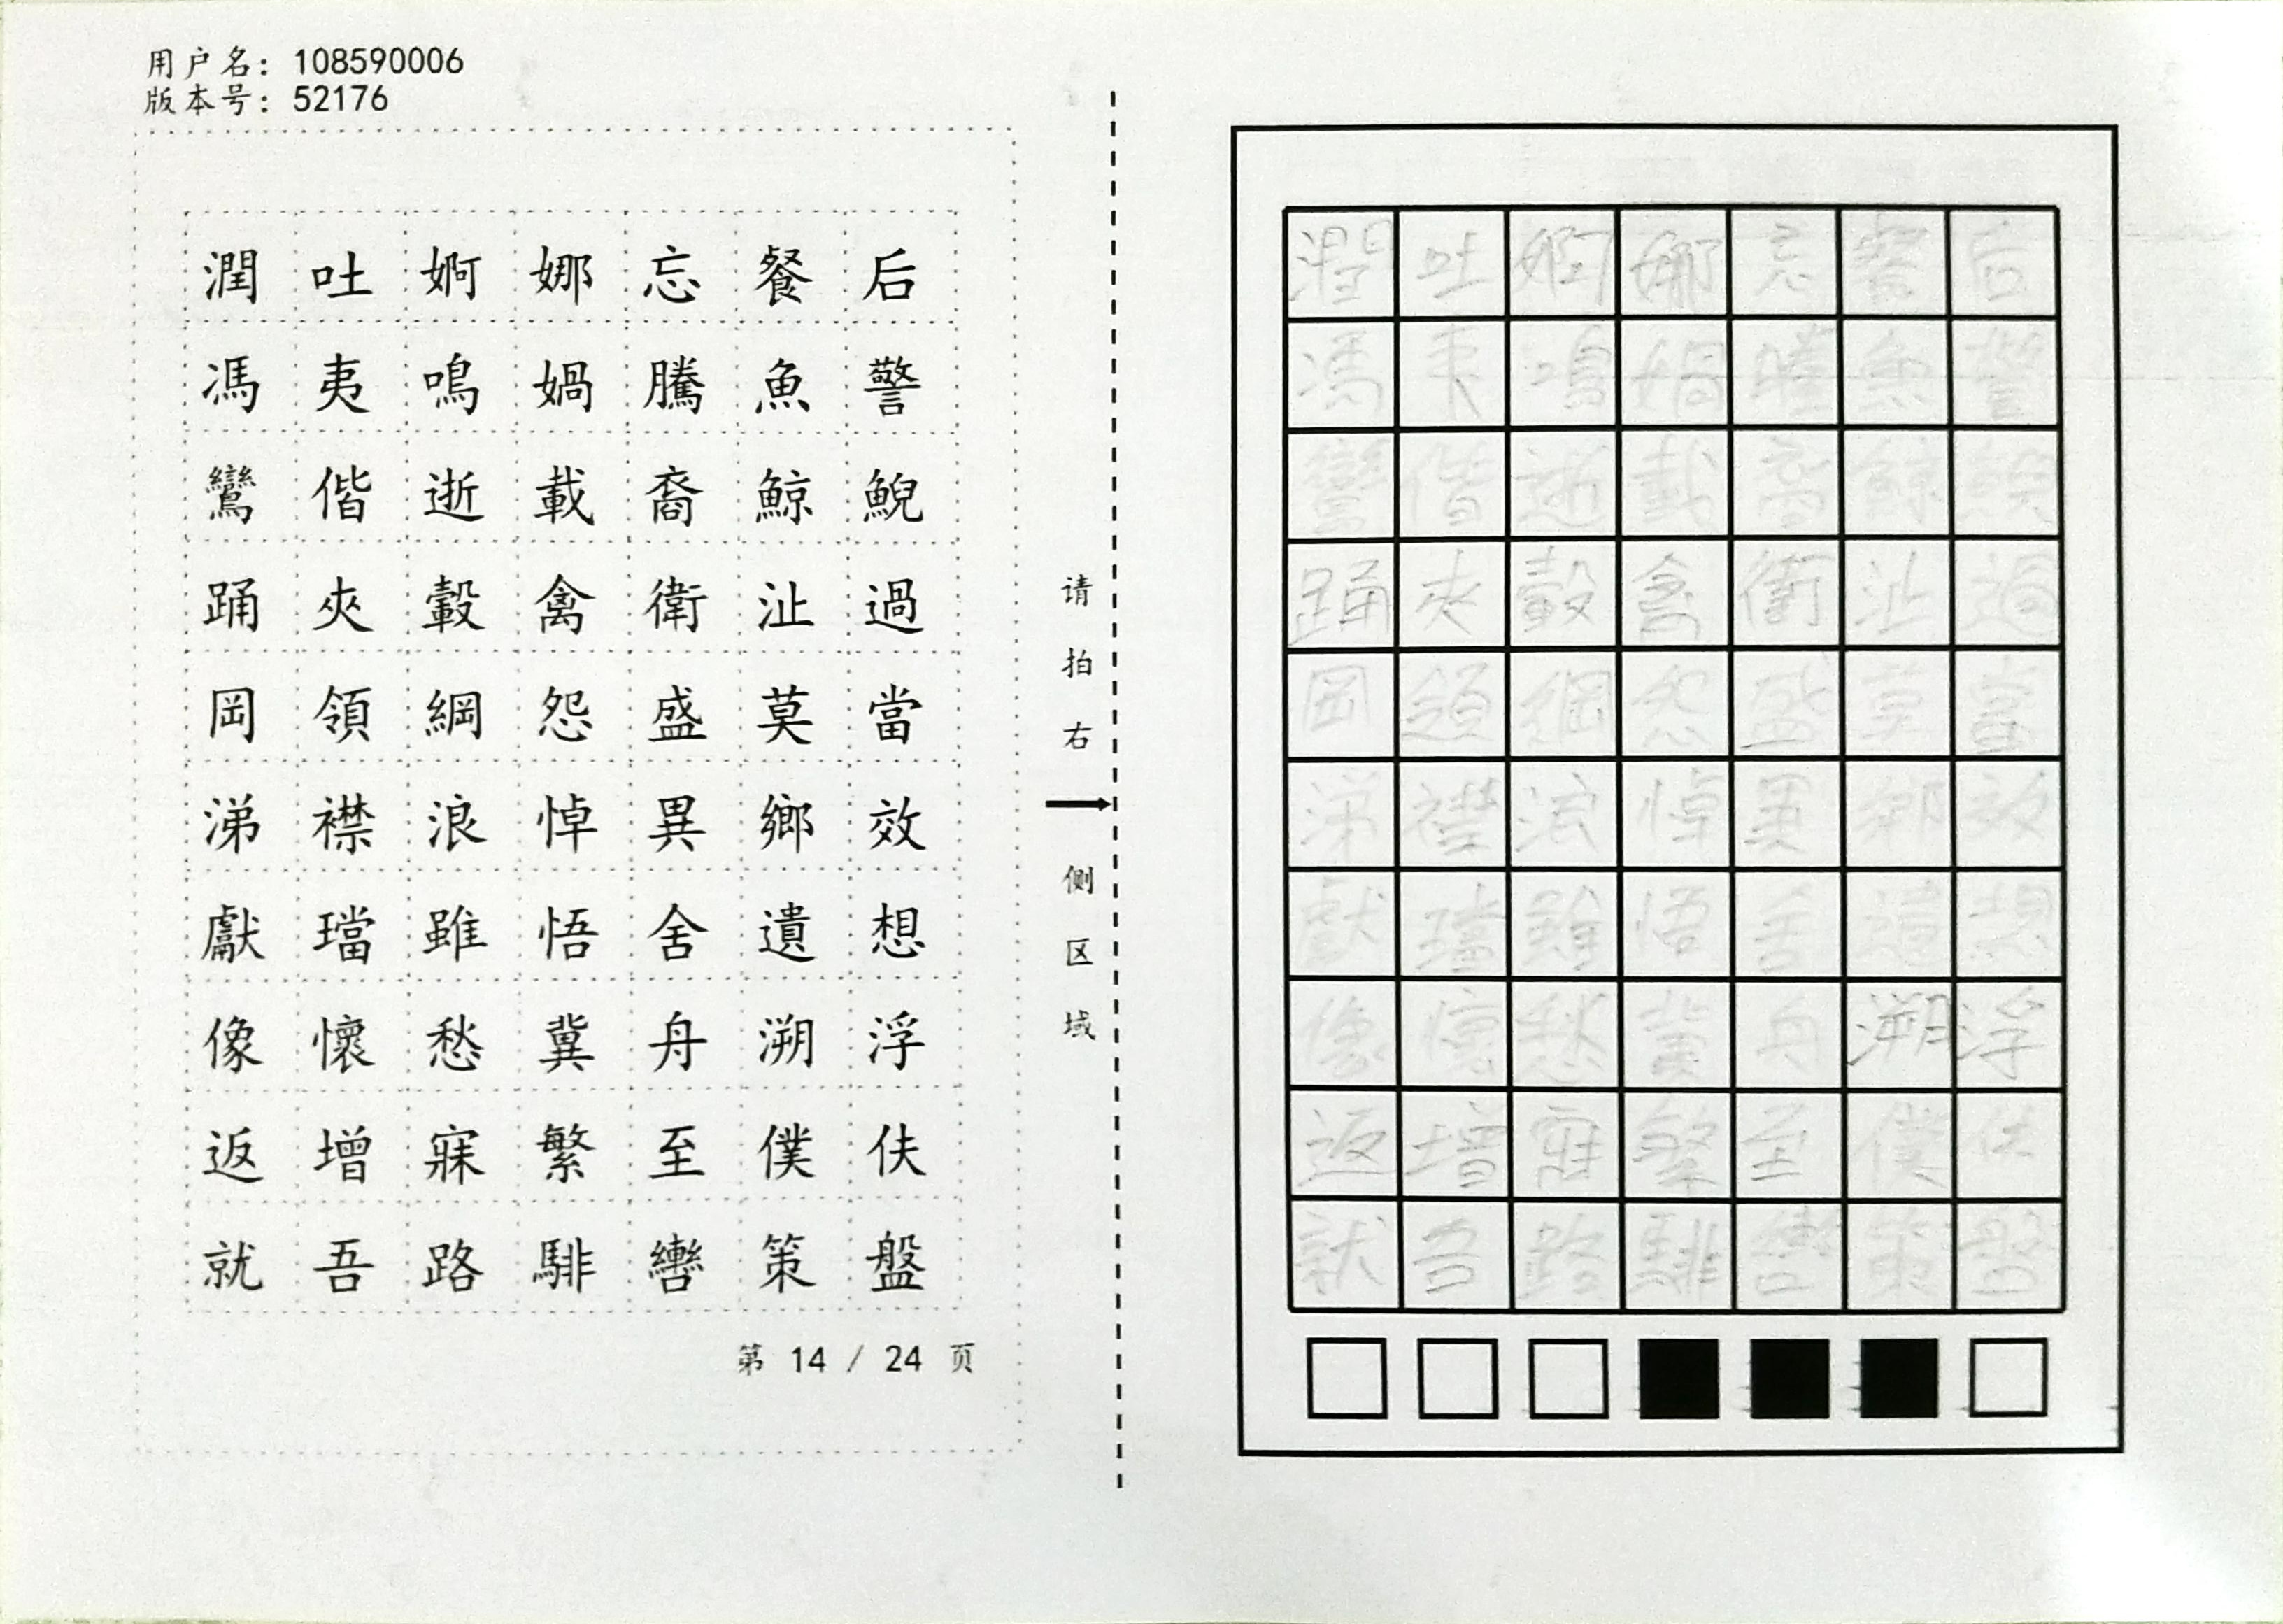 用户名: 108590006
版本号: 52176
潤吐婀娜忘餐后
馮夷鳴媧騰魚警
鸞偕逝載裔鯨鯢
踊夾轂禽衛沚過
岡領綱怨盛莫當
涕襟浪悼異鄉效
獻璫雖悟舍遺想
像懷愁冀舟溯浮
返增寐繁至僕伕
就吾路騑轡策盤
第 14 / 24 页
请拍右→侧区域
潤吐婀娜忘餐后
馮夷鳴媧騰魚警
鸞偕逝載裔鯨鯢
踊夾轂禽衛沚過
岡領綱怨盛莫當
涕襟浪悼異鄉效
獻璫雖悟舍遺想
像懷愁冀舟溯浮
返增寐繁至僕伕
就吾路騑轡策盤